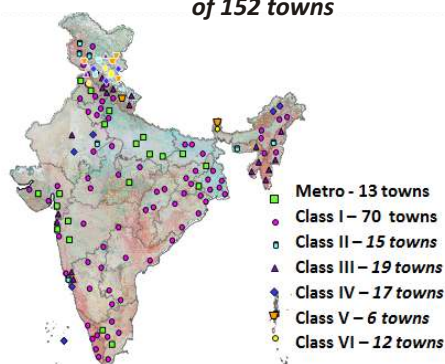 of 152 towns
Metro - 13 towns
Class I – 70 towns
Class II – 15 towns
Class III – 19 towns
Class IV – 17 towns
Class V – 6 towns
Class VI – 12 towns